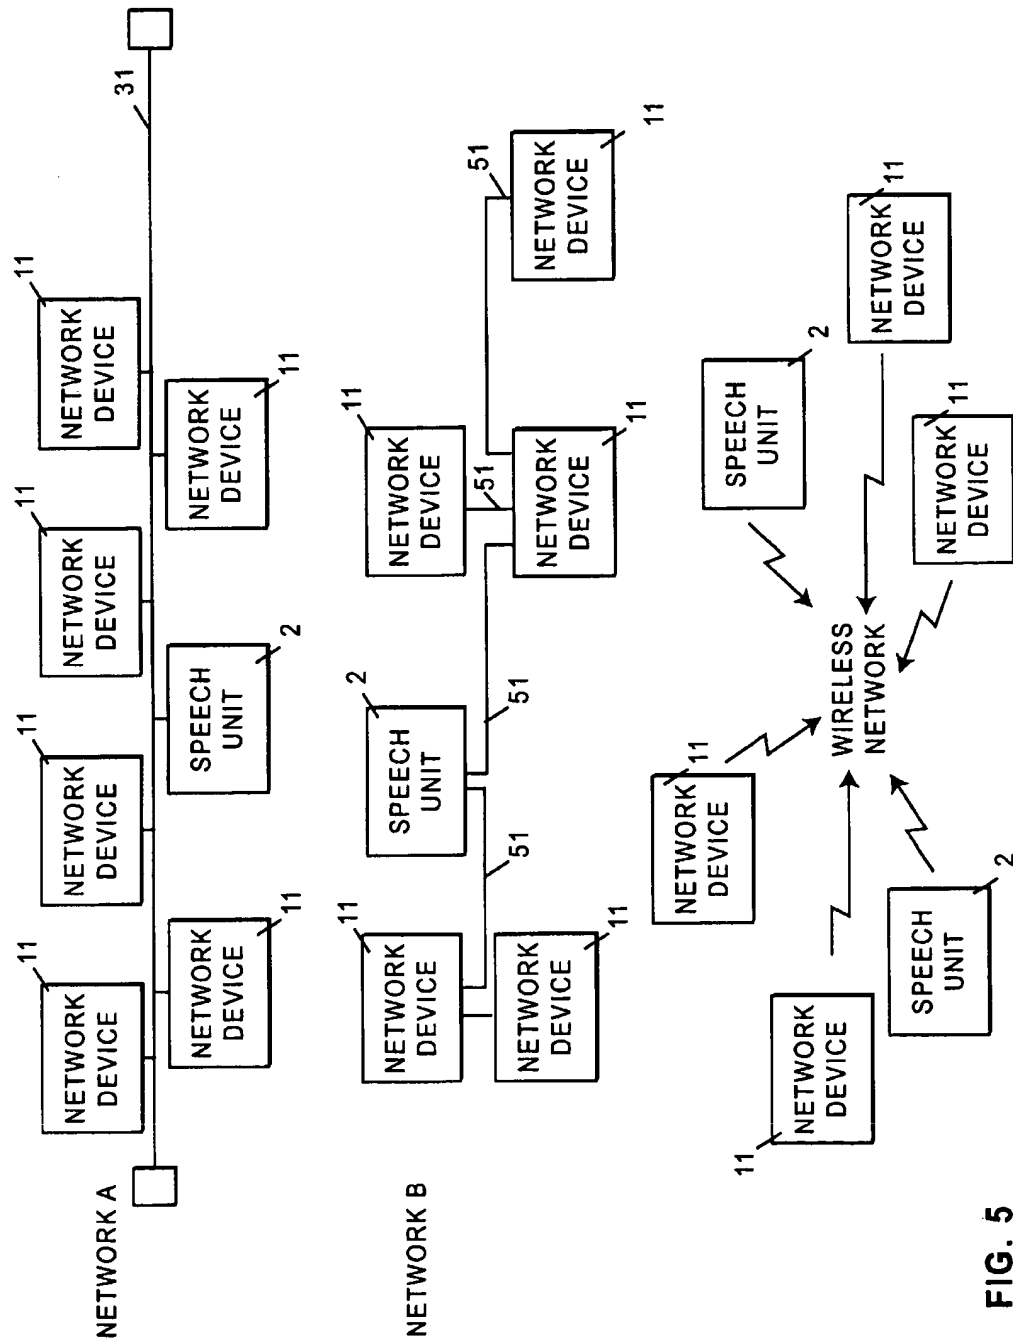 NETWORK A
11
NETWORK
DEVICE
11
NETWORK
DEVICE
11
NETWORK
DEVICE
11
NETWORK
DEVICE
31
NETWORK
DEVICE
11
SPEECH
UNIT
2
NETWORK
DEVICE
11
NETWORK B
11
NETWORK
DEVICE
2
SPEECH
UNIT
11
NETWORK
DEVICE
51
51
51
51
NETWORK
DEVICE
11
NETWORK
DEVICE
11
NETWORK
DEVICE
11
NETWORK
DEVICE
11
SPEECH
UNIT
2
NETWORK
DEVICE
11
WIRELESS
NETWORK
11
NETWORK
DEVICE
SPEECH
UNIT
2
NETWORK
DEVICE
11
FIG. 5